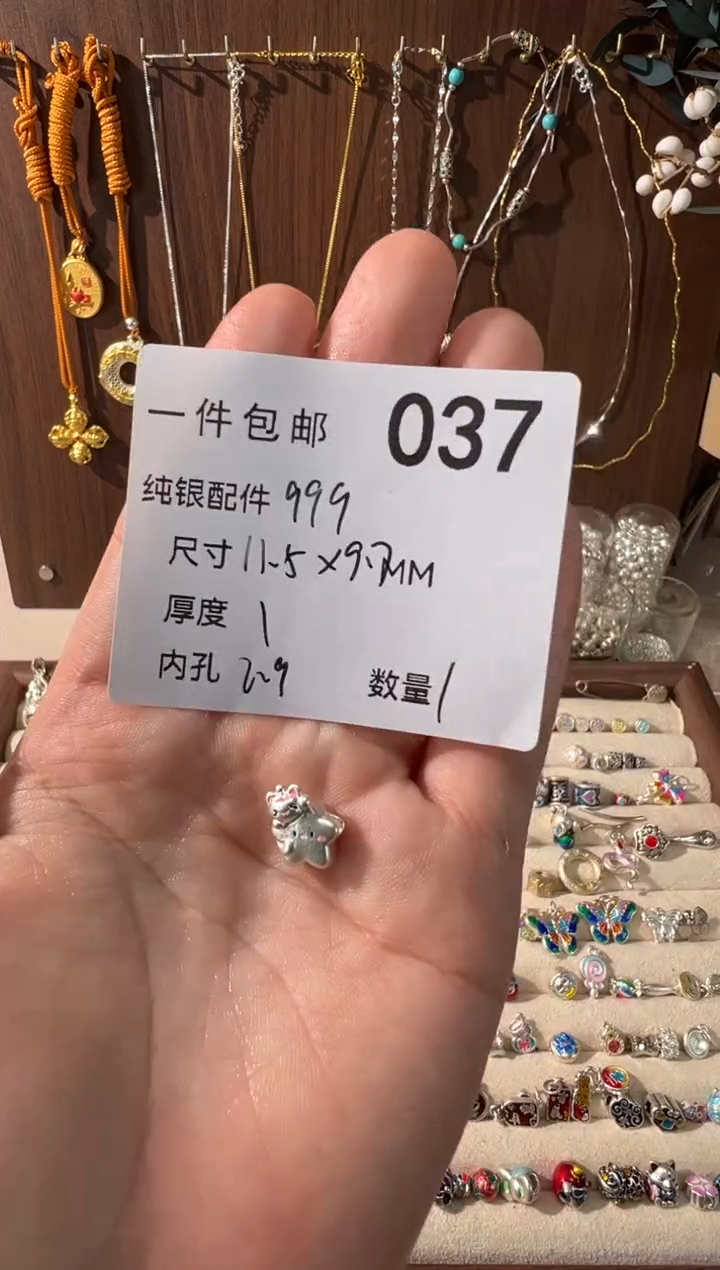 一件包邮 037
纯银配件 999
尺寸 11.5×9.7MM
厚度 1
内孔 2.9 数量 1